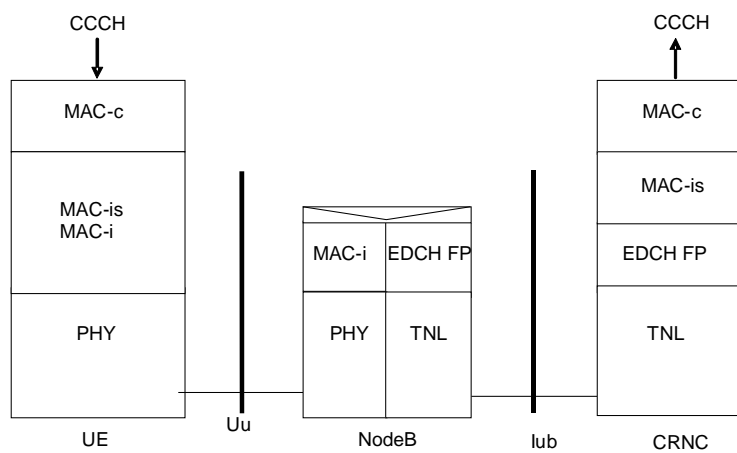 CCCH
CCCH
MAC-c
MAC-c
MAC-is
MAC-i
MAC-is
MAC-i
EDCH FP
EDCH FP
PHY
PHY
TNL
TNL
UE
Uu
NodeB
Iub
CRNC